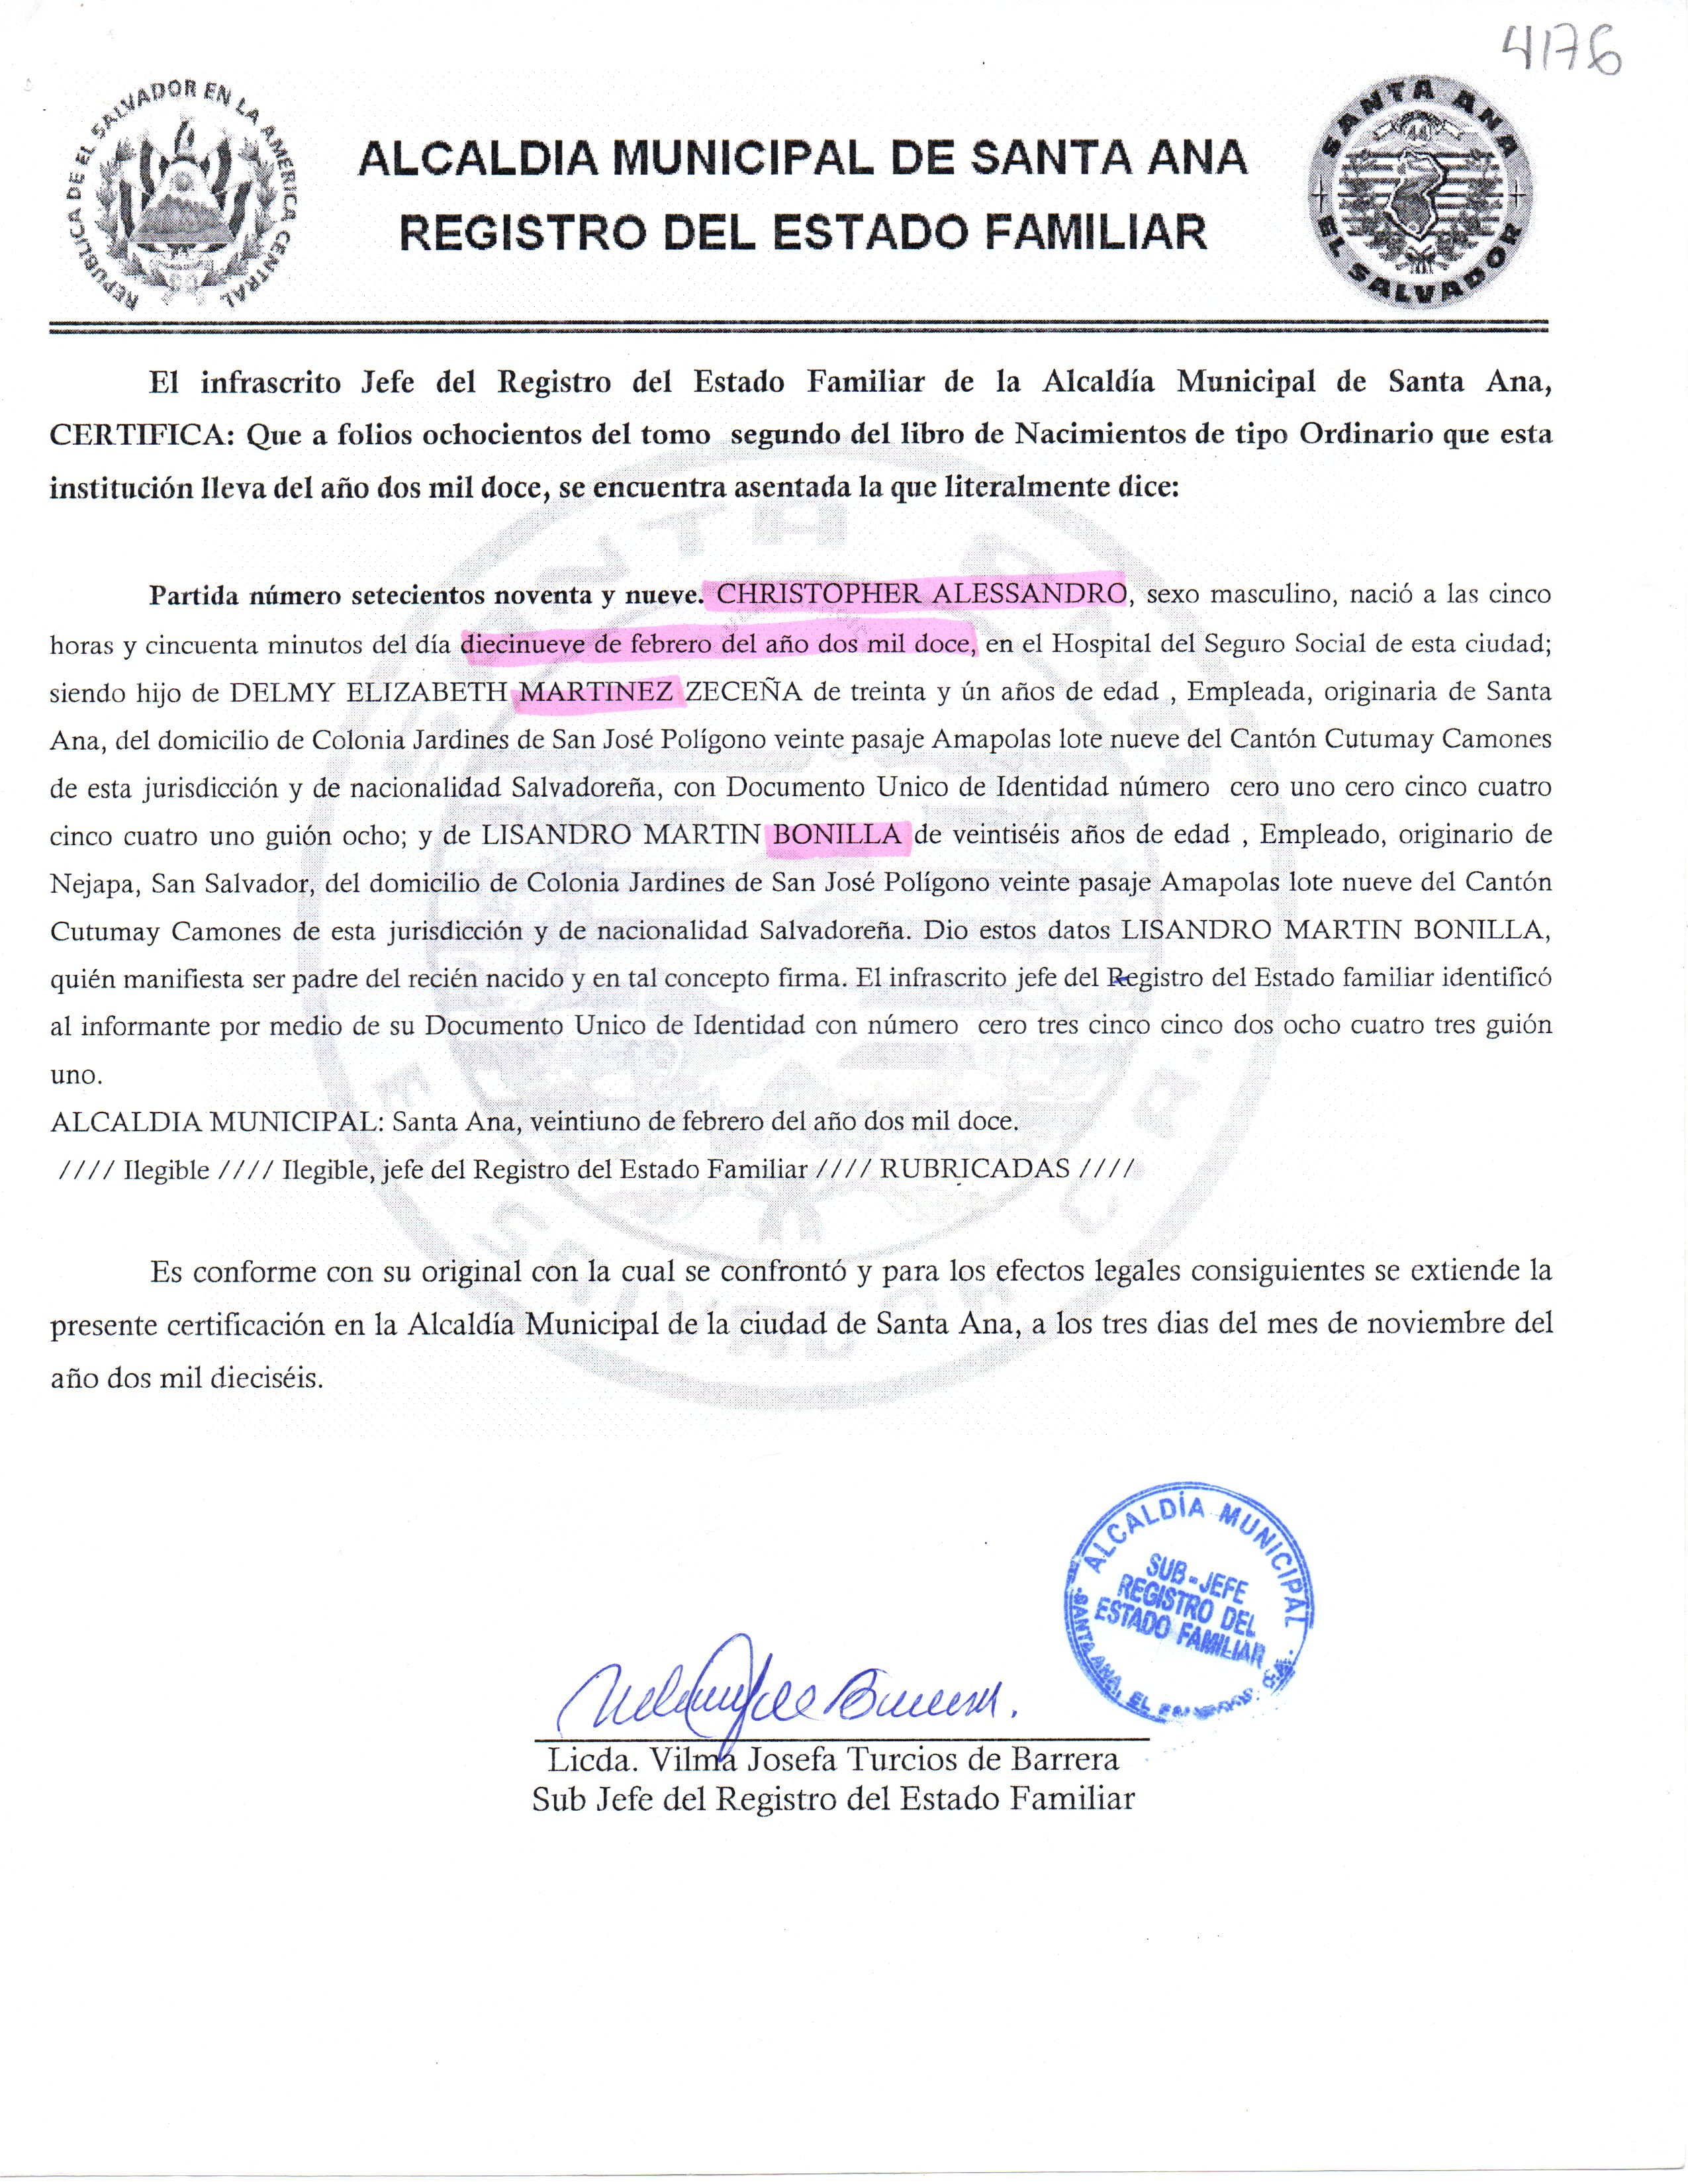 4176
REPUBLICA DE EL SALVADOR EN LA AMERICA CENTRAL
ALCALDIA MUNICIPAL DE SANTA ANA
REGISTRO DEL ESTADO FAMILIAR
SANTA ANA
EL SALVADOR
El infrascrito Jefe del Registro del Estado Familiar de la Alcaldía Municipal de Santa Ana,
CERTIFICA: Que a folios ochocientos del tomo segundo del libro de Nacimientos de tipo Ordinario que esta
institución lleva del año dos mil doce, se encuentra asentada la que literalmente dice:
Partida número setecientos noventa y nueve. CHRISTOPHER ALESSANDRO, sexo masculino, nació a las cinco
horas y cincuenta minutos del día diecinueve de febrero del año dos mil doce, en el Hospital del Seguro Social de esta ciudad;
siendo hijo de DELMY ELIZABETH MARTINEZ ZECEÑA de treinta y ún años de edad , Empleada, originaria de Santa
Ana, del domicilio de Colonia Jardines de San José Polígono veinte pasaje Amapolas lote nueve del Cantón Cutumay Camones
de esta jurisdicción y de nacionalidad Salvadoreña, con Documento Unico de Identidad número cero uno cero cinco cuatro
cinco cuatro uno guión ocho; y de LISANDRO MARTIN BONILLA de veintiséis años de edad , Empleado, originario de
Nejapa, San Salvador, del domicilio de Colonia Jardines de San José Polígono veinte pasaje Amapolas lote nueve del Cantón
Cutumay Camones de esta jurisdicción y de nacionalidad Salvadoreña. Dio estos datos LISANDRO MARTIN BONILLA,
quién manifiesta ser padre del recién nacido y en tal concepto firma. El infrascrito jefe del Registro del Estado familiar identificó
al informante por medio de su Documento Unico de Identidad con número cero tres cinco cinco dos ocho cuatro tres guión
uno.
ALCALDIA MUNICIPAL: Santa Ana, veintiuno de febrero del año dos mil doce.
//// Ilegible //// Ilegible, jefe del Registro del Estado Familiar //// RUBRICADAS ////
Es conforme con su original con la cual se confrontó y para los efectos legales consiguientes se extiende la
presente certificación en la Alcaldía Municipal de la ciudad de Santa Ana, a los tres dias del mes de noviembre del
año dos mil dieciséis.
ALCALDÍA MUNICIPAL
SUB-JEFE
REGISTRO DEL
ESTADO FAMILIAR
SANTA ANA, EL
Licda. Vilma Josefa Turcios de Barrera
Sub Jefe del Registro del Estado Familiar